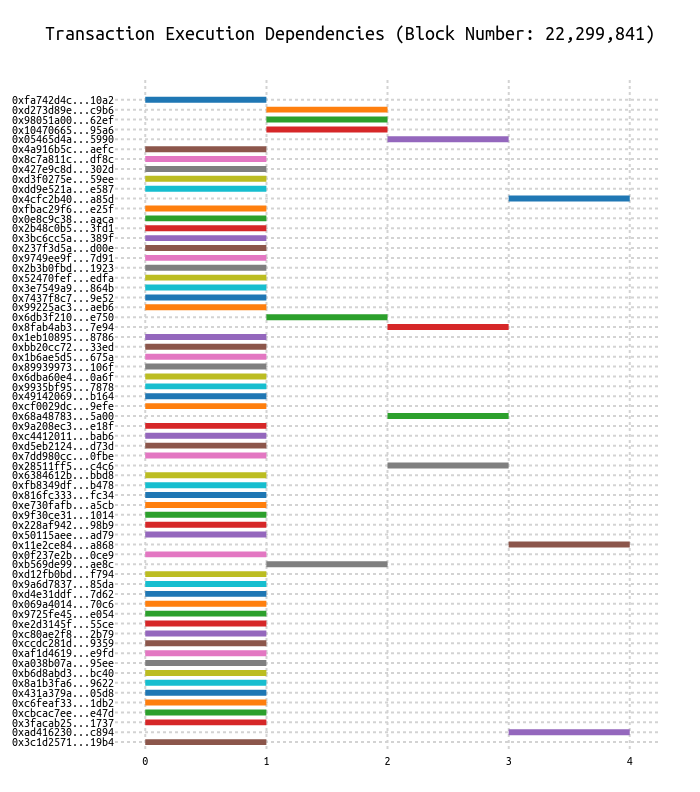 Transaction Execution Dependencies (Block Number: 22,299,841)
0xfa742d4c...10a2
0xd273d89e...c9b6
0x98051a00...62ef
0x10470665...95a6
0x05465d4a...5990
0x4a916b5c...aefc
0x8c7a811c...df8c
0x427e9c8d...302d
0xd3f0275e...59ee
0xdd9e521a...e587
0x4cfc2b40...a85d
0xfbac29f6...e25f
0x0e8c9c38...aaca
0x2b48c0b5...3fd1
0x3bc6cc5a...389f
0x237f3d5a...d00e
0x9749ee9f...7d91
0x2b3b0fbd...1923
0x52470fef...edfa
0x3e7549a9...864b
0x7437f8c7...9e52
0x99225ac3...aeb6
0x6db3f210...e750
0x8fab4ab3...7e94
0x1eb10895...8786
0xbb20cc72...33ed
0x1b6ae5d5...675a
0x89939973...106f
0x6dba60e4...0a6f
0x9935bf95...7878
0x49142069...b164
0xcf0029dc...9efe
0x68a48783...5a00
0x9a208ec3...e18f
0xc4412011...bab6
0xd5eb2124...d73d
0x7dd980cc...0fbe
0x28511ff5...c4c6
0x6384612b...bbd8
0xfb8349df...b478
0x816fc333...fc34
0xe730fafb...a5cb
0x9f30ce31...1014
0x228af942...98b9
0x50115aee...ad79
0x11e2ce84...a868
0x0f237e2b...0ce9
0xb569de99...ae8c
0xd12fb0bd...f794
0x9a6d7837...85da
0xd4e31ddf...7d62
0x069a4014...70c6
0x9725fe45...e054
0xe2d3145f...55ce
0xc80ae2f8...2b79
0xccdc281d...9359
0xaf1d4619...e9fd
0xa038b07a...95ee
0xb6d8abd3...bc40
0x8a1b3fa6...9622
0x431a379a...05d8
0xc6feaf33...1db2
0xcbcac7ee...e47d
0x3facab25...1737
0xad416230...c894
0x3c1d2571...19b4
0 1 2 3 4